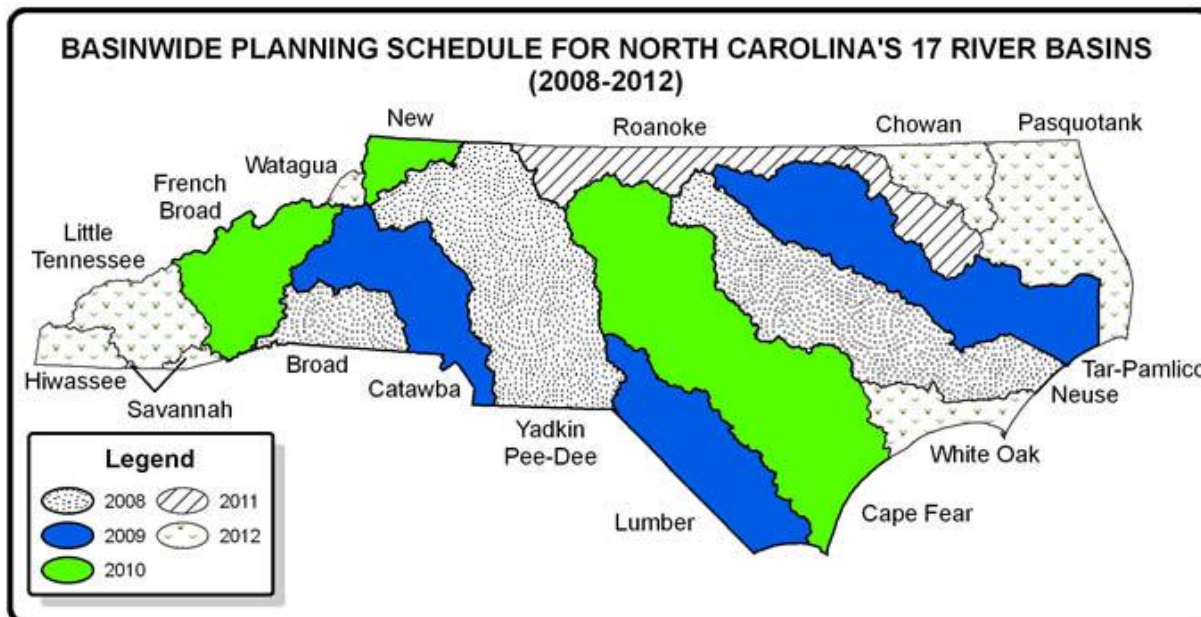 BASINWIDE PLANNING SCHEDULE FOR NORTH CAROLINA'S 17 RIVER BASINS
(2008-2012)
New
Roanoke
Chowan
Pasquotank
Watagua
French
Broad
Little
Tennessee
Hiwassee
Savannah
Broad
Catawba
Yadkin
Pee-Dee
Lumber
Cape Fear
White Oak
Neuse
Tar-Pamlico
Legend
2008
2011
2009
2012
2010